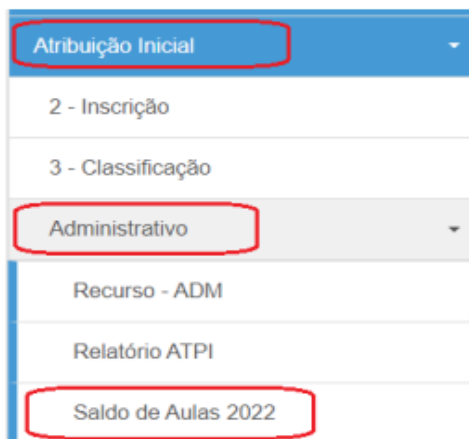 Atribuição Inicial
2 - Inscrição
3 - Classificação
Administrativo
Recurso - ADM
Relatório ATPI
Saldo de Aulas 2022